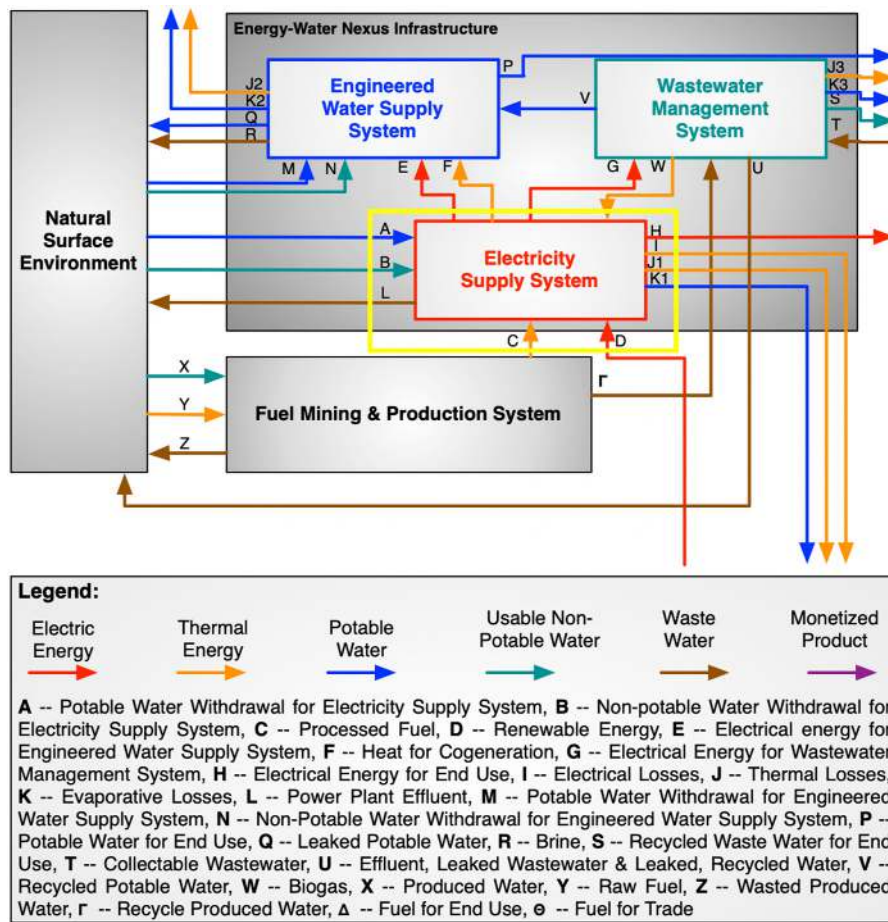 Energy-Water Nexus Infrastructure
J2
K2
Q
R
Engineered
Water Supply
System
P
V
Wastewater
Management
System
J3
K3
S
T
M
N
E
F
G
W
U
Natural
Surface
Environment
A
B
L
Electricity
Supply System
H
I
J1
K1
C
D
X
Y
Z
Fuel Mining & Production System
Γ
Legend:
Electric
Energy
Thermal
Energy
Potable
Water
Usable Non-
Potable Water
Waste
Water
Monetized
Product
A -- Potable Water Withdrawal for Electricity Supply System, B -- Non-potable Water Withdrawal for
Electricity Supply System, C -- Processed Fuel, D -- Renewable Energy, E -- Electrical energy for
Engineered Water Supply System, F -- Heat for Cogeneration, G -- Electrical Energy for Wastewater
Management System, H -- Electrical Energy for End Use, I -- Electrical Losses, J -- Thermal Losses,
K -- Evaporative Losses, L -- Power Plant Effluent, M -- Potable Water Withdrawal for Engineered
Water Supply System, N -- Non-Potable Water Withdrawal for Engineered Water Supply System, P --
Potable Water for End Use, Q -- Leaked Potable Water, R -- Brine, S -- Recycled Waste Water for End
Use, T -- Collectable Wastewater, U -- Effluent, Leaked Wastewater & Leaked, Recycled Water, V --
Recycled Potable Water, W -- Biogas, X -- Produced Water, Y -- Raw Fuel, Z -- Wasted Produced
Water, Γ -- Recycle Produced Water, Δ -- Fuel for End Use, Θ -- Fuel for Trade